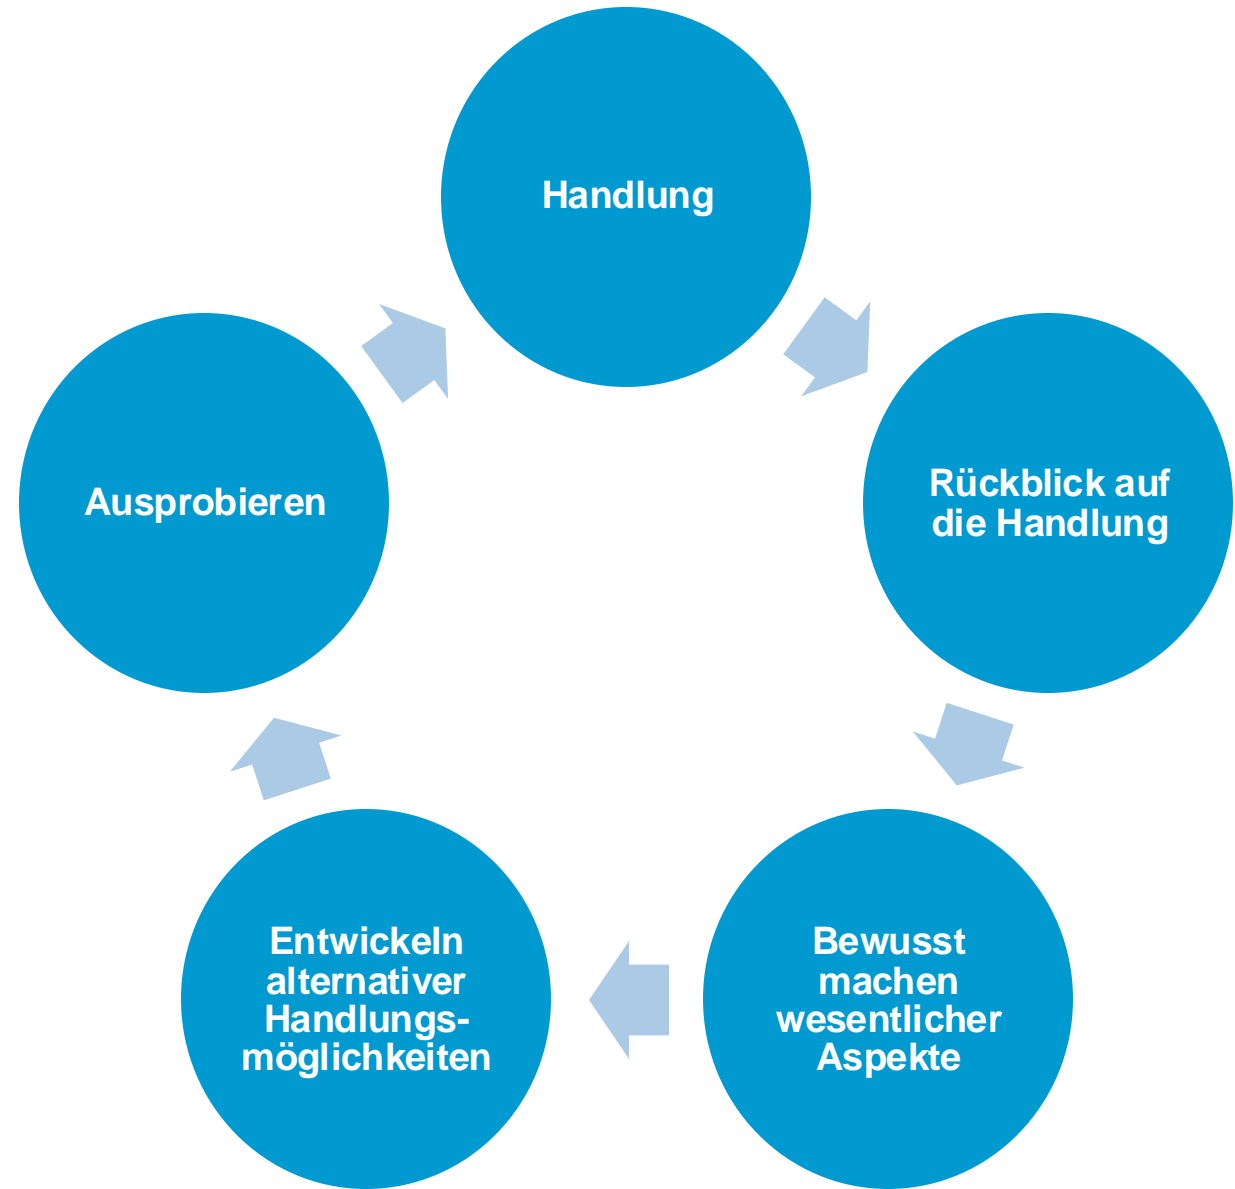 Handlung
Rückblick auf
die Handlung
Bewusst
machen
wesentlicher
Aspekte
Entwickeln
alternativer
Handlungs-
möglichkeiten
Ausprobieren